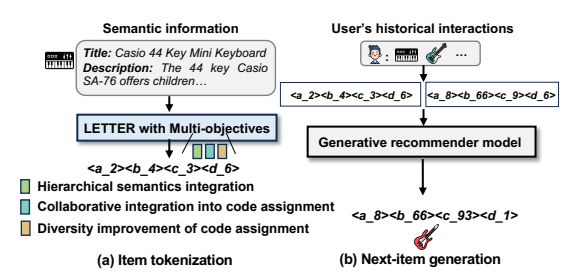 Semantic information
Title: Casio 44 Key Mini Keyboard
Description: The 44 key Casio
SA-76 offers children…
LETTER with Multi-objectives
<a_2><b_4><c_3><d_6>
Hierarchical semantics integration
Collaborative integration into code assignment
Diversity improvement of code assignment
(a) Item tokenization
User's historical interactions
: ...
<a_2><b_4><c_3><d_6> <a_8><b_66><c_9><d_6>
Generative recommender model
<a_8><b_66><c_93><d_1>
(b) Next-item generation